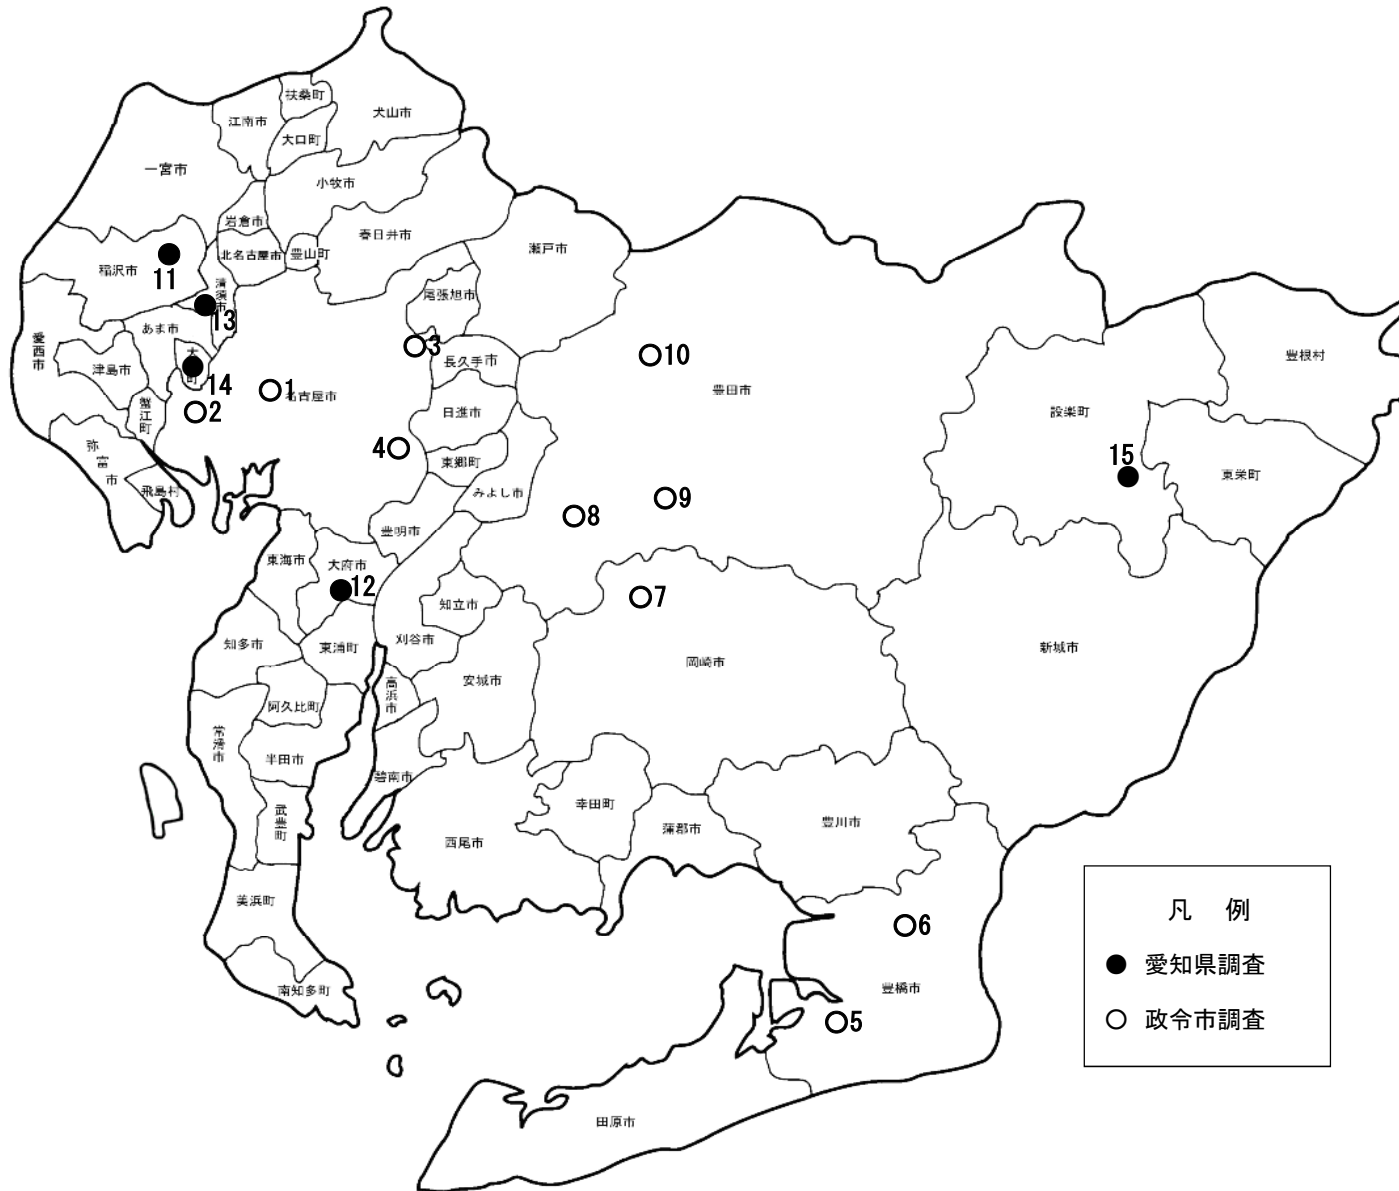 扶桑町
犬山市
江南市
大口町
一宮市
小牧市
岩倉市
春日井市
瀬戸市
北名古屋市
豊山町
稲沢市
11
清須市
尾張旭市
13
あま市
3
10
豊根村
愛西市
大
町
長久手市
津島市
14
1
名古屋市
豊田市
設楽町
蟹江町
2
日進市
4
弥富市
東郷町
15
東栄町
飛島村
みよし市
9
8
豊明市
東海市
大府市
12
7
知立市
知多市
東浦町
刈谷市
新城市
岡崎市
安城市
高浜市
阿久比町
常滑市
半田市
碧南市
幸田町
武豊町
蒲郡市
豊川市
西尾市
美浜町
6
南知多町
豊橋市
5
田原市
凡 例
● 愛知県調査
○ 政令市調査